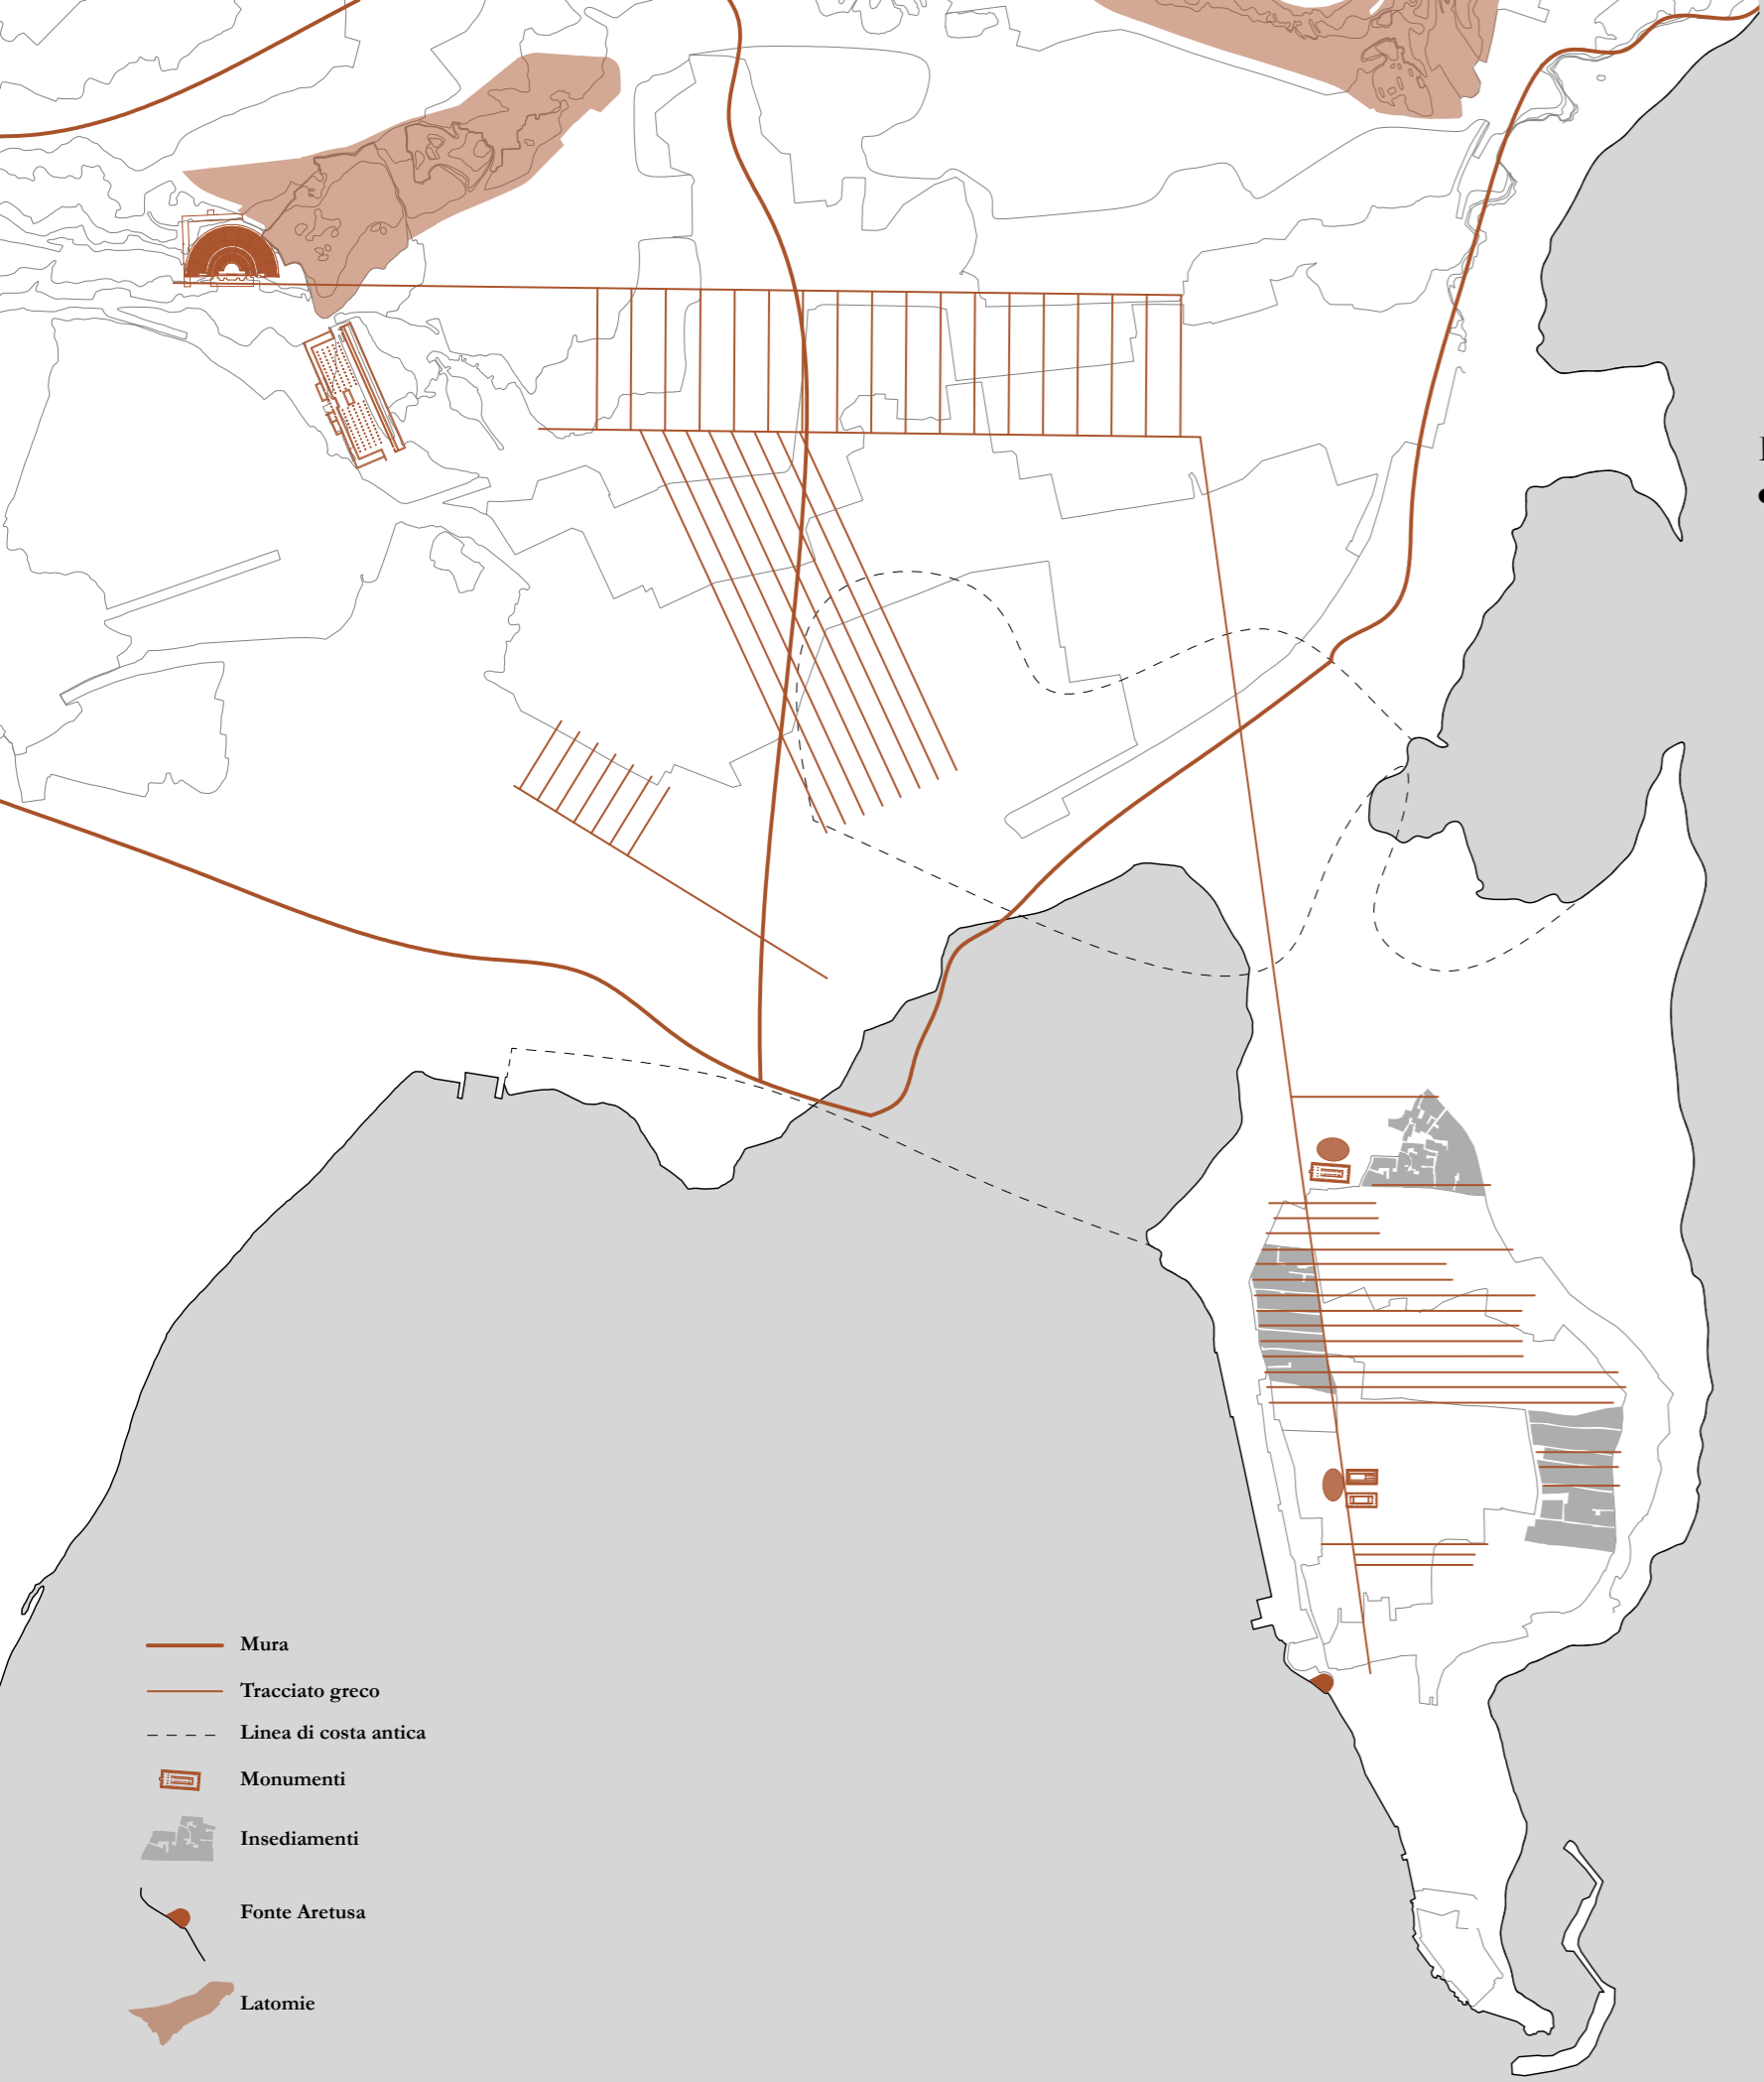 Mura
Tracciato greco
Linea di costa antica
Monumenti
Insediamenti
Fonte Aretusa
Latomie